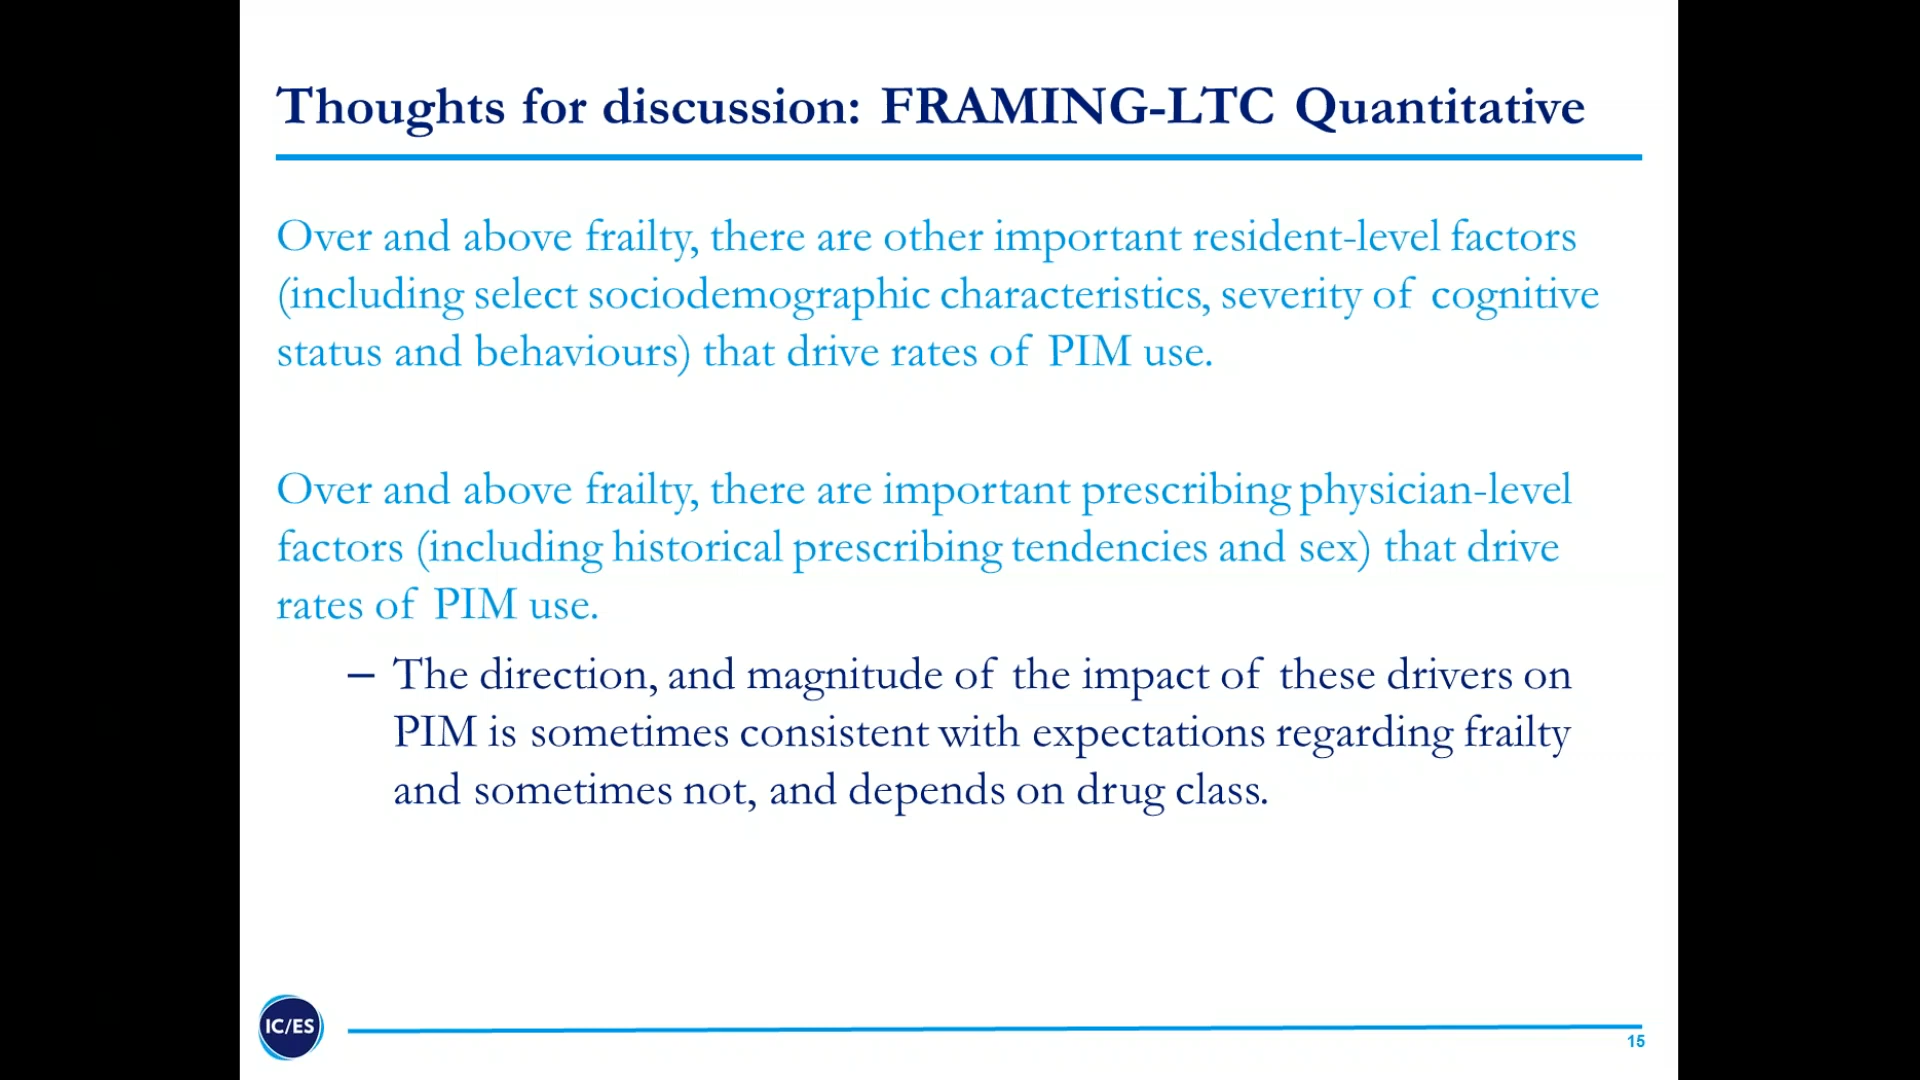 Thoughts for discussion: FRAMING-LTC Quantitative
Over and above frailty, there are other important resident-level factors
(including select sociodemographic characteristics, severity of cognitive
status and behaviours) that drive rates of PIM use.
Over and above frailty, there are important prescribing physician-level
factors (including historical prescribing tendencies and sex) that drive
rates of PIM use.
– The direction, and magnitude of the impact of these drivers on
PIM is sometimes consistent with expectations regarding frailty
and sometimes not, and depends on drug class.
IC/ES
15